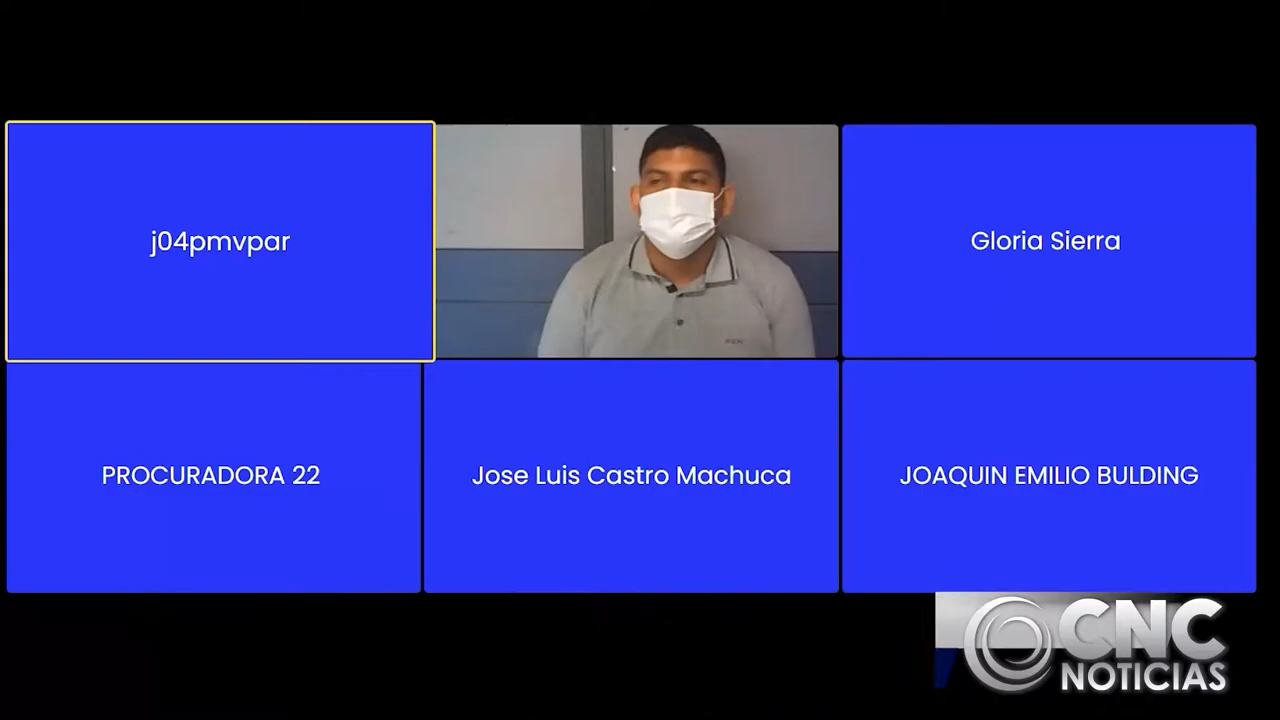 j04pmvpar
Gloria Sierra
PROCURADORA 22
Jose Luis Castro Machuca
JOAQUIN EMILIO BULDING
CNC
NOTICIAS